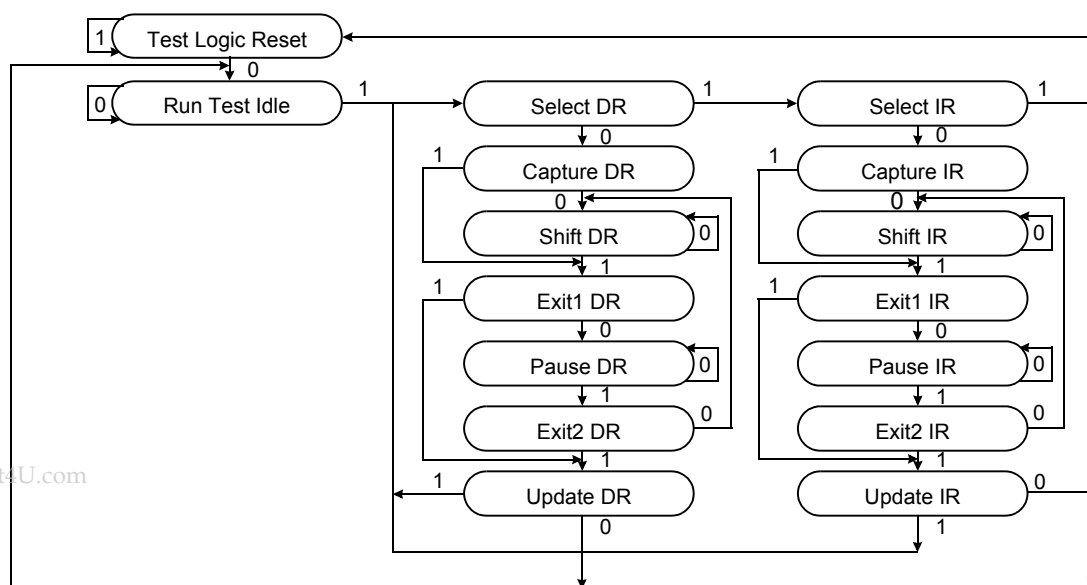 1 Test Logic Reset
0
0 Run Test Idle 1
Select DR 1
Select IR 1
0 0
1 Capture DR
1 Capture IR
0 0
Shift DR 0
Shift IR 0
1 1
1 Exit1 DR
1 Exit1 IR
0 0
Pause DR 0
Pause IR 0
1 1
Exit2 DR 0
Exit2 IR 0
1 1
t4U.com
1 Update DR
Update IR 0
0 1